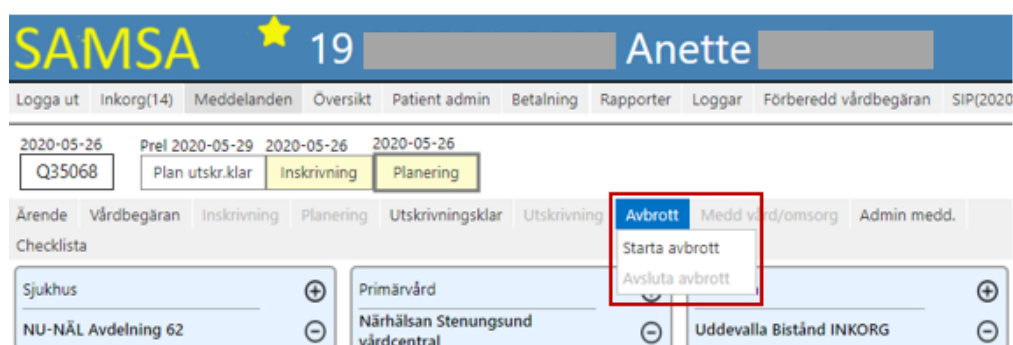 SAMSA 19 Anette
Logga ut Inkorg(14) Meddelanden Översikt Patient admin Betalning Rapporter Loggar Förberedd vårdbegäran SIP(2020
2020-05-26 Prel 2020-05-29 2020-05-26 2020-05-26
Q35068 Plan utskr.klar Inskrivning Planering
Ärende Vårdbegäran Inskrivning Planering Utskrivningsklar Utskrivning Avbrott Medd vård/omsorg Admin medd.
Checklista
Starta avbrott
Avsluta avbrott
Sjukhus Primärvård
NU-NÄL Avdelning 62 Närhälsan Stenungsund Uddevalla Bistånd INKORG
vårdcentral